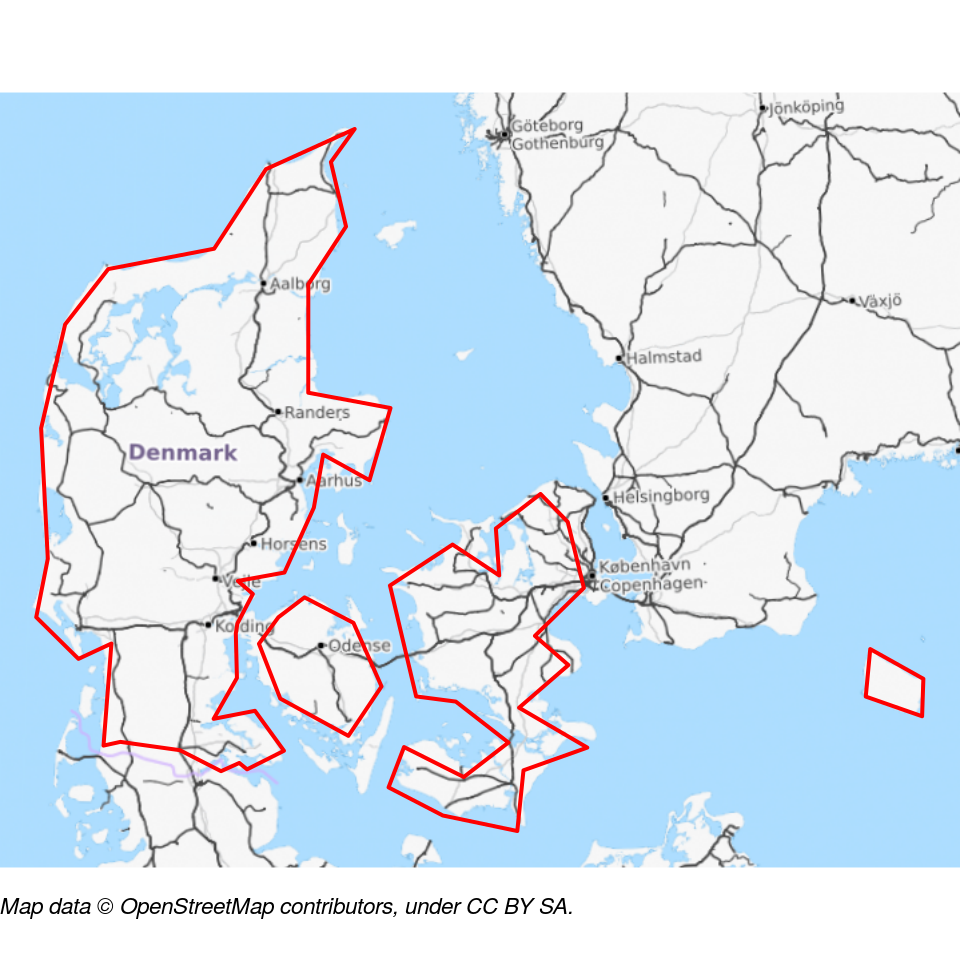 Jönköping
Göteborg
Gothenburg
Aalborg
Växjö
Halmstad
Randers
Denmark
Aarhus
Helsingborg
Horsens
København
Copenhagen
Vejle
Kolding
Odense
Map data © OpenStreetMap contributors, under CC BY SA.